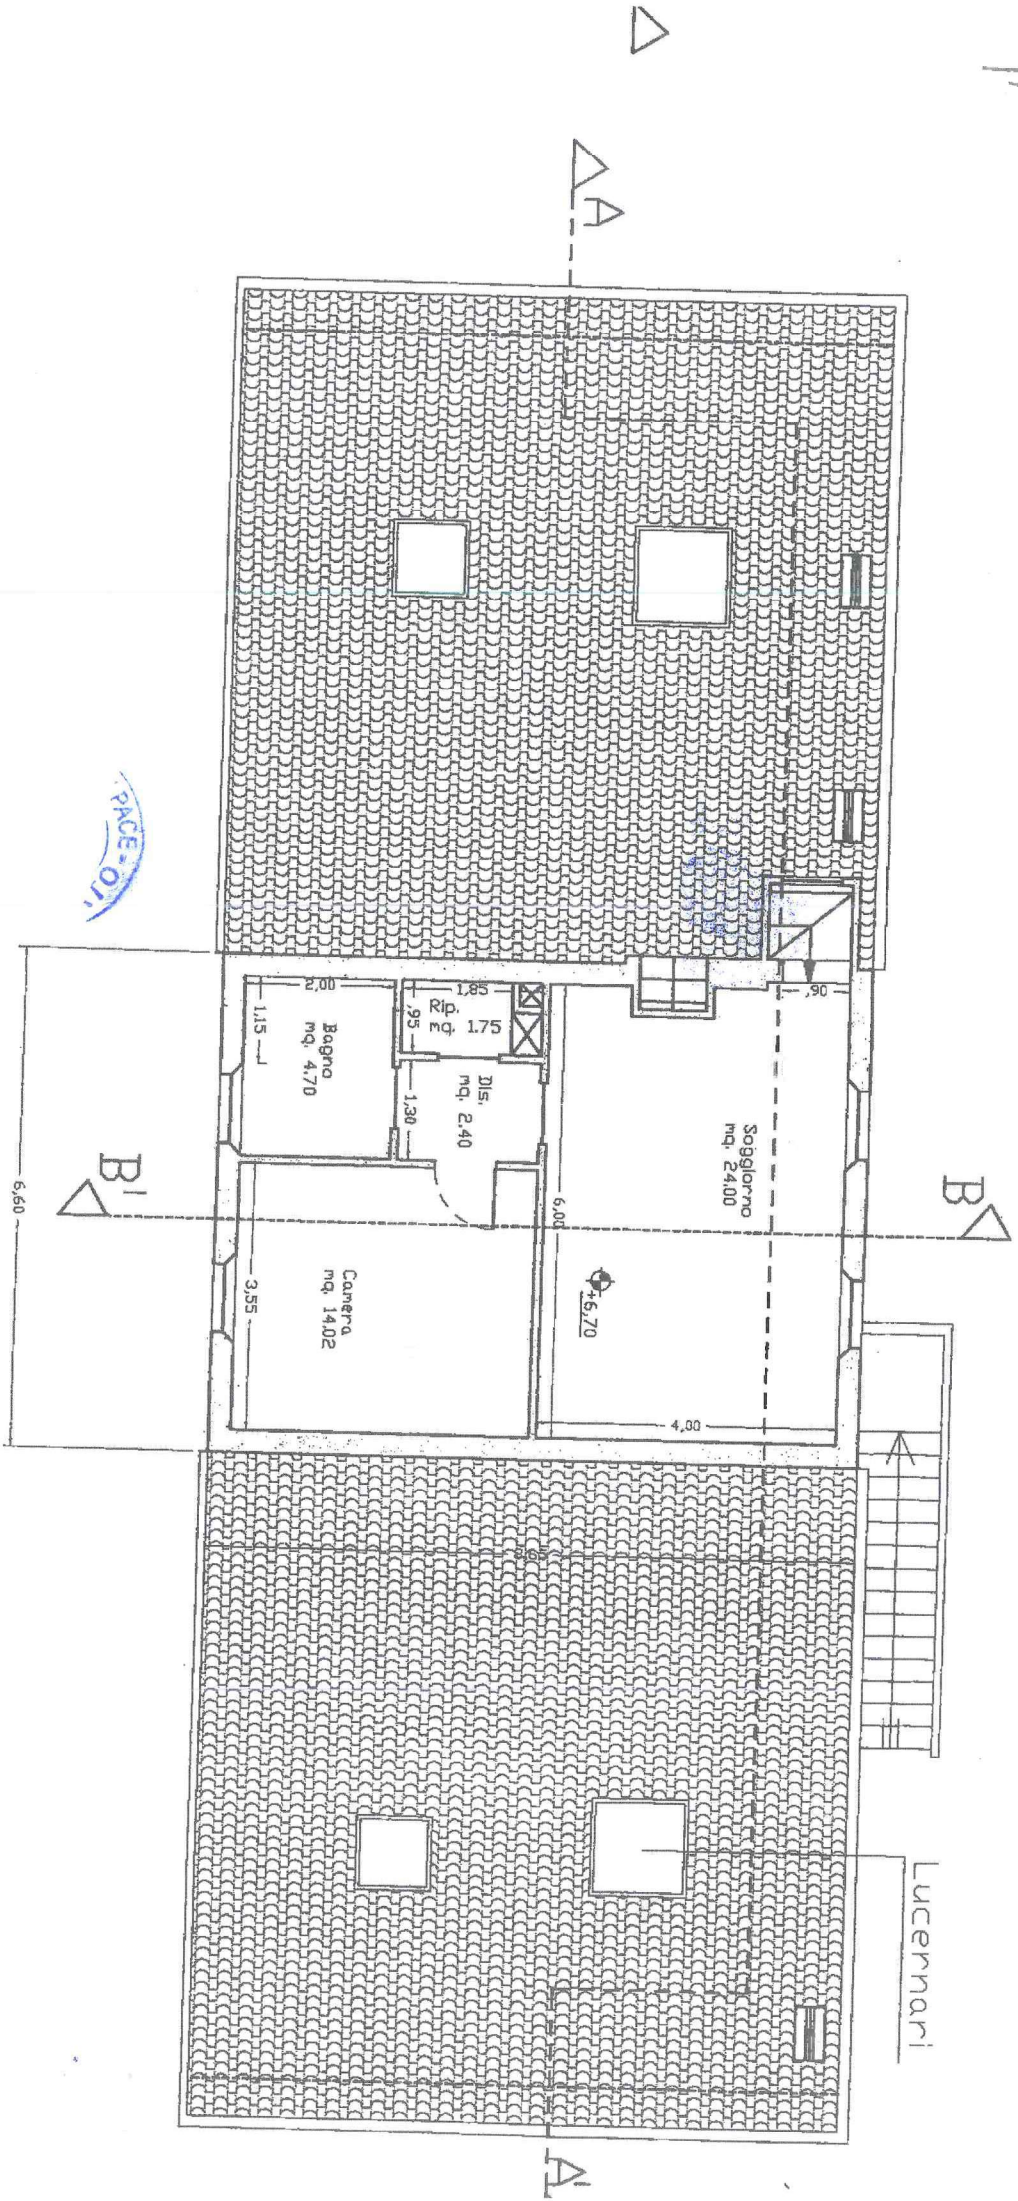 A
B
Lucernari
,90
Soggiorno
mq. 24.00
+6,70
6,00
4,00
1,85
Rip.
mq. 1.75
,95
Dis.
mq. 2.40
1,30
2,00
Bagno
mq. 4.70
1,15
Camera
mq. 14.02
3,55
B'
6,60
A'
PACE